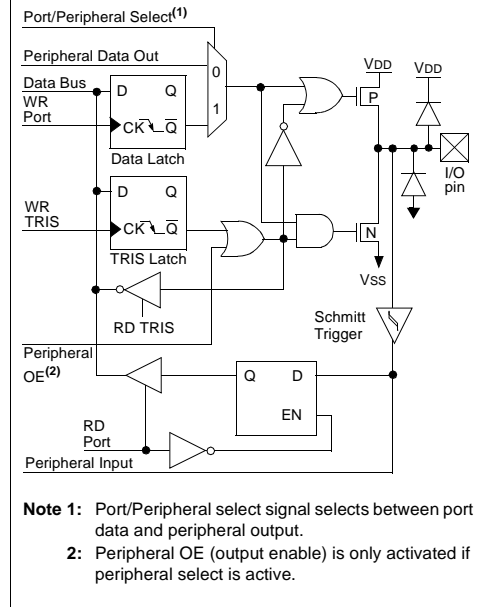 Port/Peripheral Select(1)
Peripheral Data Out
Data Bus
WR
Port
D Q
CK Q
Data Latch
0
1
VDD
P
VDD
I/O
pin
WR
TRIS
D Q
CK Q
TRIS Latch
N
VSS
RD TRIS
Schmitt
Trigger
Peripheral
OE(2)
Q D
EN
RD
Port
Peripheral Input
Note 1: Port/Peripheral select signal selects between port
data and peripheral output.
2: Peripheral OE (output enable) is only activated if
peripheral select is active.